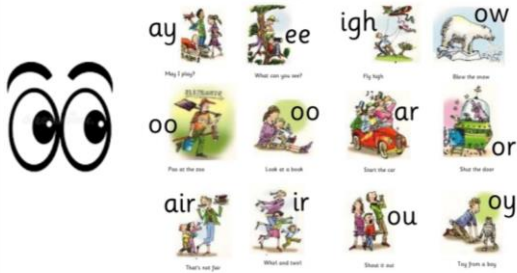 ay
May I play?
ee
What can you see?
igh
Fly high
ow
Blow the snow
oo
Poo at the zoo
oo
Look at a book
ar
Start the car
or
Shut the door
air
That's not fair
ir
Whirl and twirl
ou
Shout it out
oy
Toy from a boy